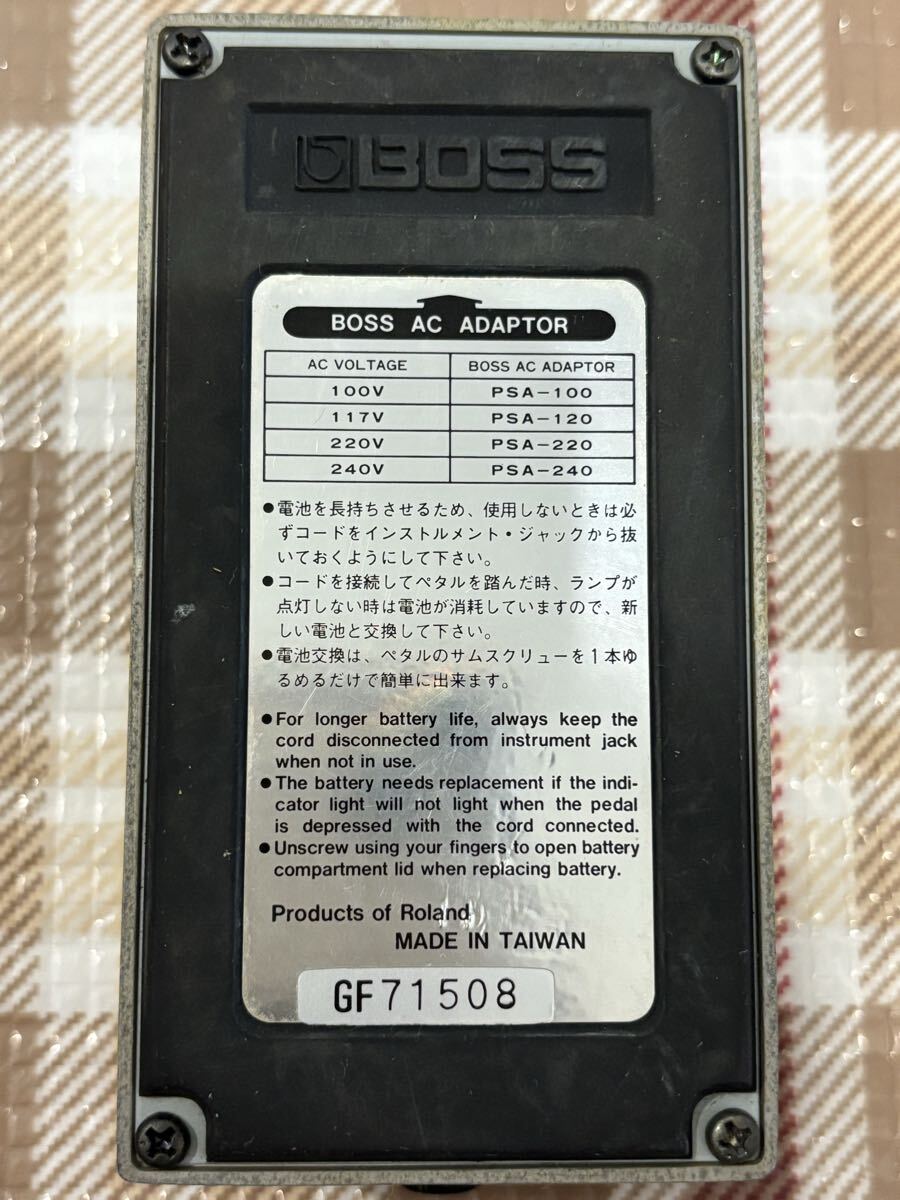 BOSS
BOSS AC ADAPTOR
AC VOLTAGE BOSS AC ADAPTOR
100V PSA-100
117V PSA-120
220V PSA-220
240V PSA-240
●電池を長持ちさせるため、使用しないときは必
ずコードをインストルメント・ジャックから抜
いておくようにして下さい。
●コードを接続してペタルを踏んだ時、ランプが
点灯しない時は電池が消耗していますので、新
しい電池と交換して下さい。
●電池交換は、ペタルのサムスクリューを1本ゆ
るめるだけで簡単に出来ます。
●For longer battery life, always keep the
cord disconnected from instrument jack
when not in use.
●The battery needs replacement if the indi-
cator light will not light when the pedal
is depressed with the cord connected.
●Unscrew using your fingers to open battery
compartment lid when replacing battery.
Products of Roland
MADE IN TAIWAN
GF71508